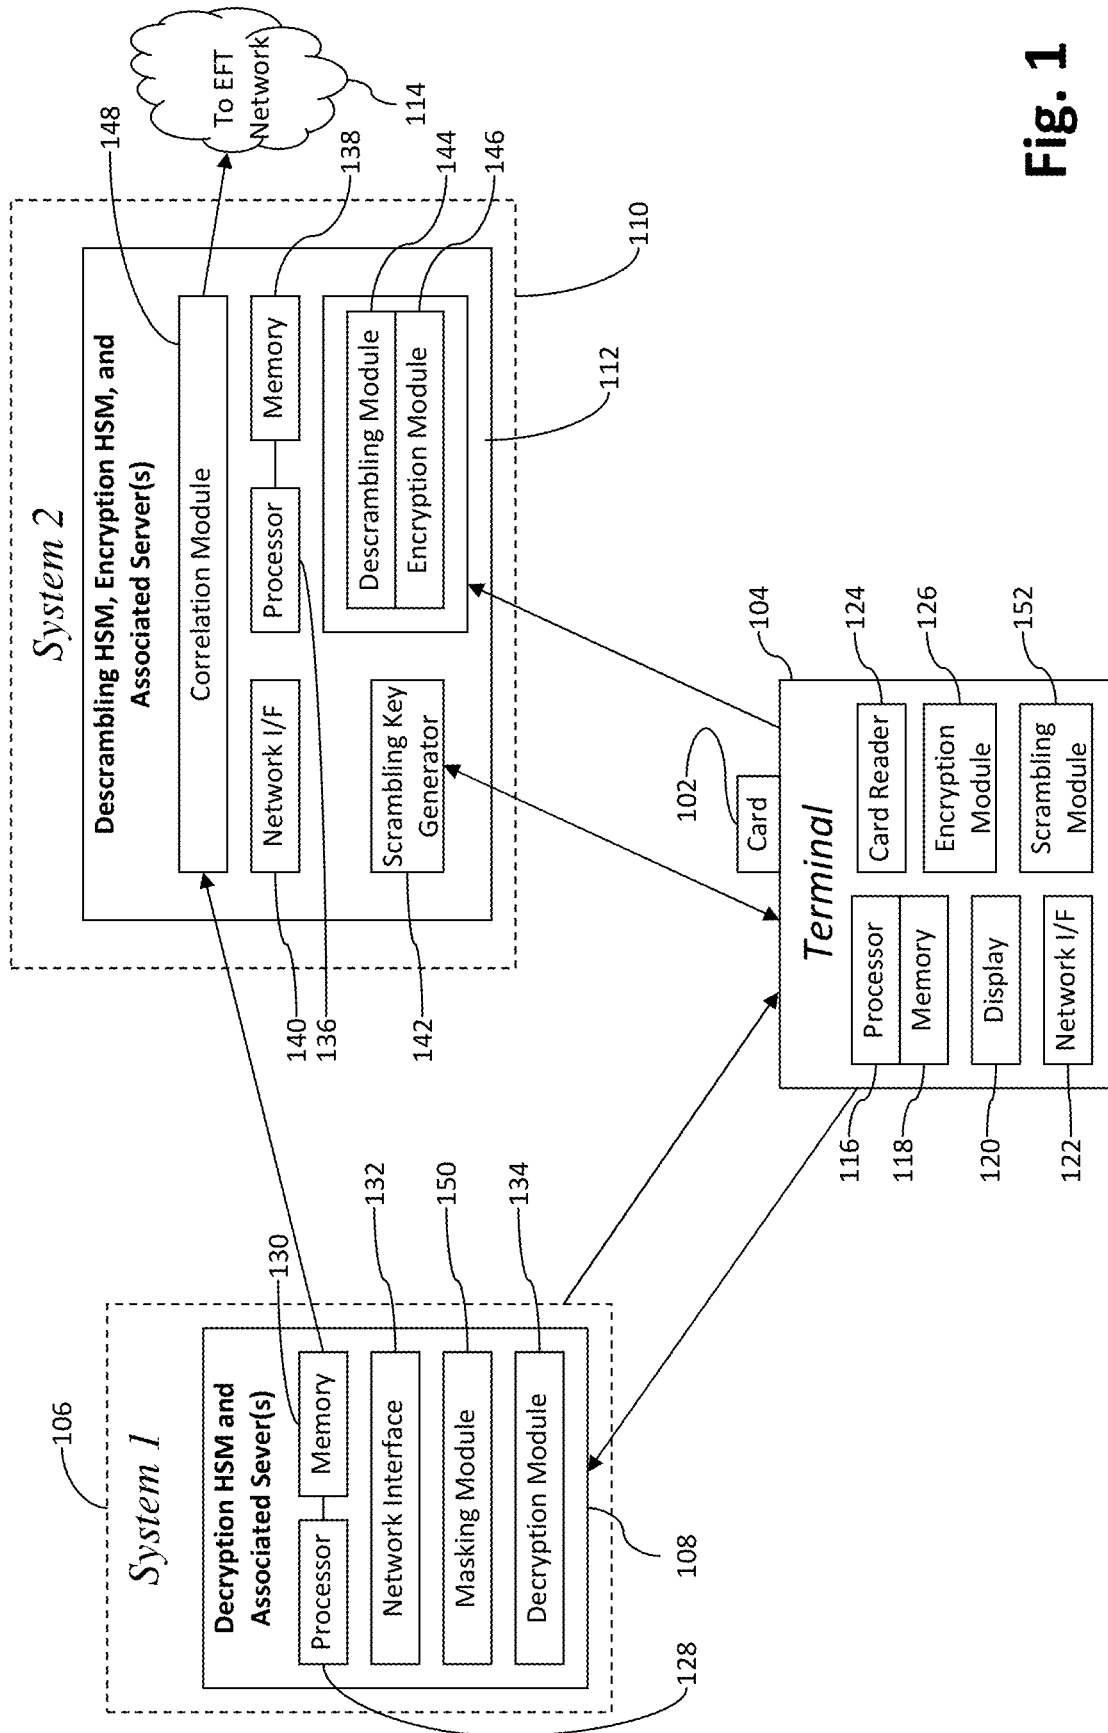 System 1
Decryption HSM and
Associated Sever(s)
Processor
Memory
Network Interface
Masking Module
Decryption Module
106
130
132
150
134
108
128
System 2
Descrambling HSM, Encryption HSM, and
Associated Server(s)
Correlation Module
Network I/F
Processor
Memory
Scrambling Key
Generator
Descrambling Module
Encryption Module
148
138
144
146
110
112
140
136
142
To EFT
Network
114
Card
102
Terminal
Processor
Memory
Display
Network I/F
Card Reader
Encryption
Module
Scrambling
Module
104
124
126
152
116
118
120
122
Fig. 1